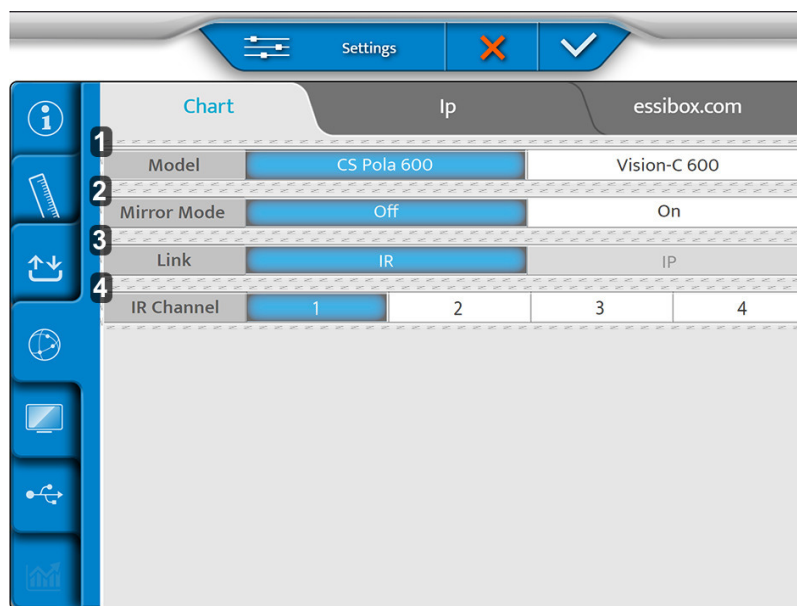 Settings
Chart Ip essibox.com
1
Model CS Pola 600 Vision-C 600
2
Mirror Mode Off On
3
Link IR IP
4
IR Channel 1 2 3 4